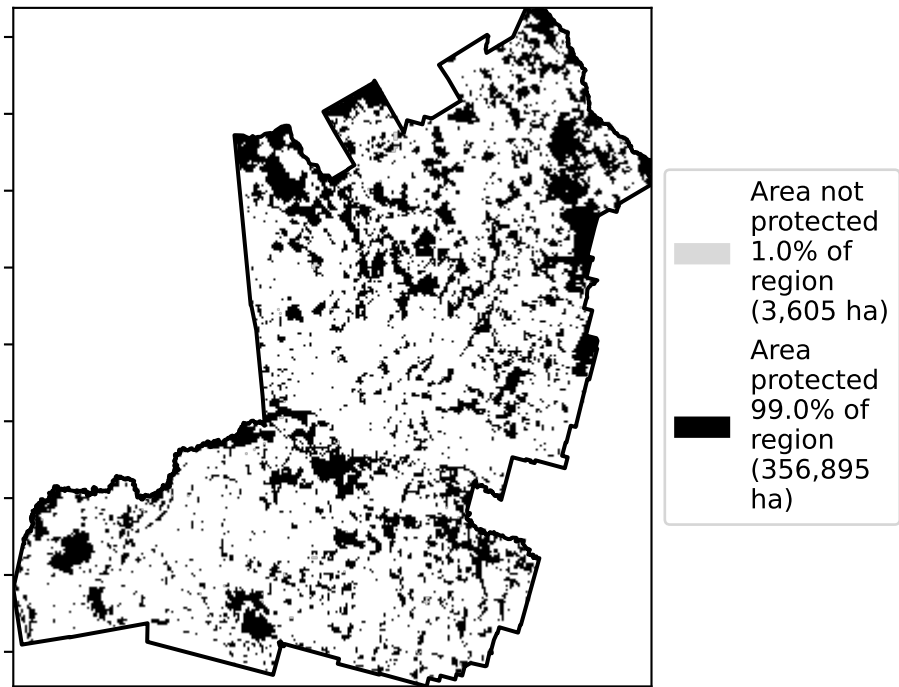 Area not
protected
1.0% of
region
(3,605 ha)
Area
protected
99.0% of
region
(356,895
ha)